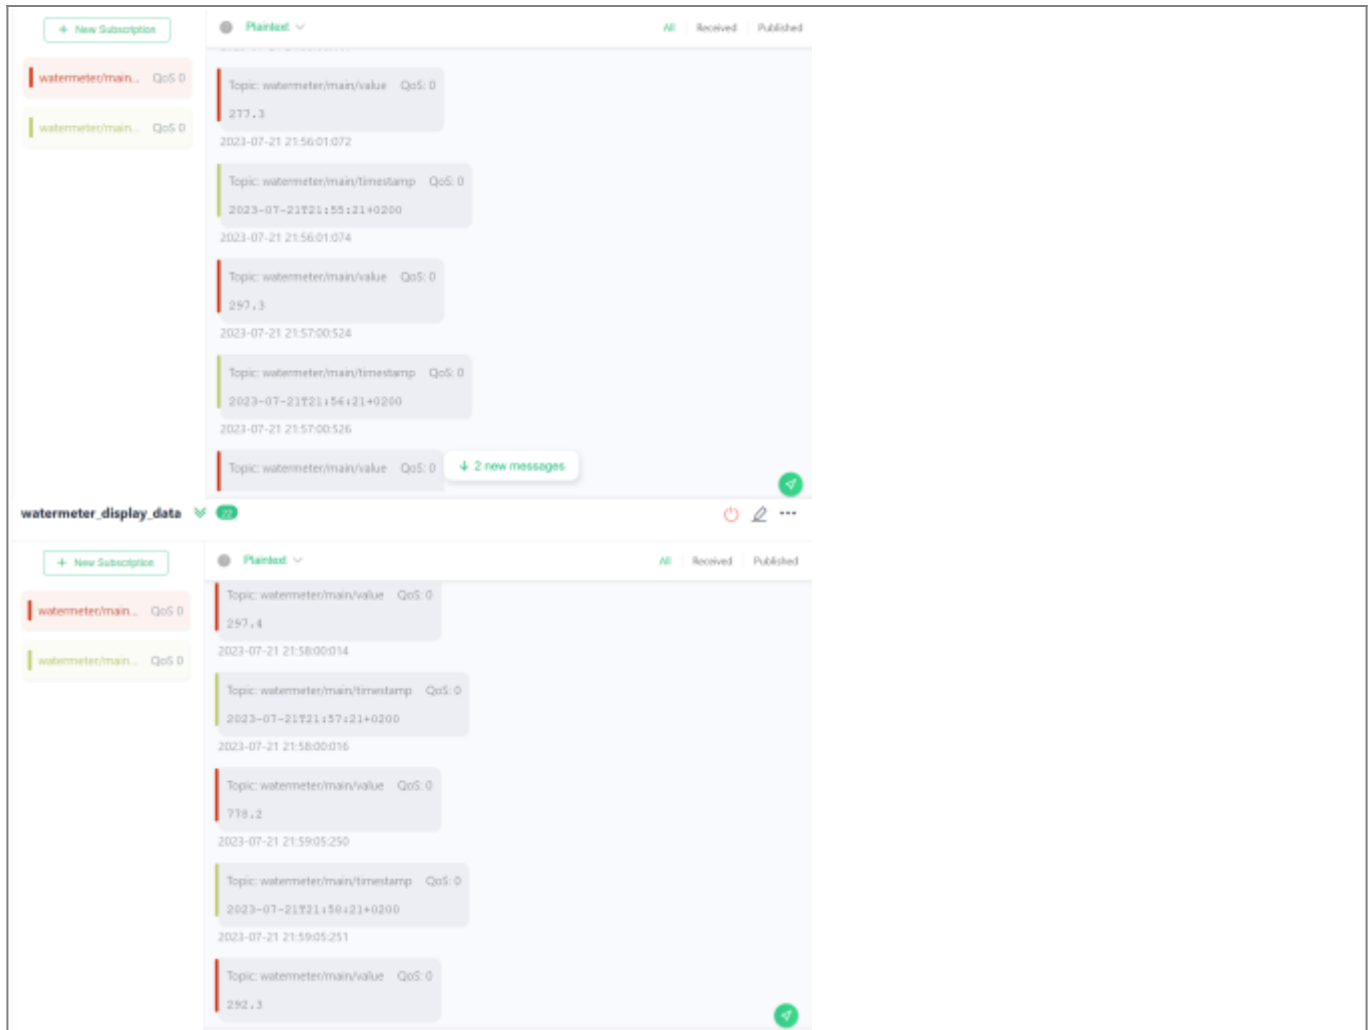 + New Subscription
Plaintext
All
Received
Published
watermeter/main... QoS 0
watermeter/main... QoS 0
Topic: watermeter/main/value QoS: 0
277.3
2023-07-21 21:56:01:072
Topic: watermeter/main/timestamp QoS: 0
2023-07-21T21:55:21+0200
2023-07-21 21:56:01:074
Topic: watermeter/main/value QoS: 0
297.3
2023-07-21 21:57:00:524
Topic: watermeter/main/timestamp QoS: 0
2023-07-21T21:56:21+0200
2023-07-21 21:57:00:526
Topic: watermeter/main/value QoS: 0
↓ 2 new messages
watermeter_display_data
+ New Subscription
Plaintext
All
Received
Published
watermeter/main... QoS 0
watermeter/main... QoS 0
Topic: watermeter/main/value QoS: 0
297.4
2023-07-21 21:58:00:014
Topic: watermeter/main/timestamp QoS: 0
2023-07-21T21:57:21+0200
2023-07-21 21:58:00:016
Topic: watermeter/main/value QoS: 0
778.2
2023-07-21 21:59:05:250
Topic: watermeter/main/timestamp QoS: 0
2023-07-21T21:58:21+0200
2023-07-21 21:59:05:251
Topic: watermeter/main/value QoS: 0
292.3